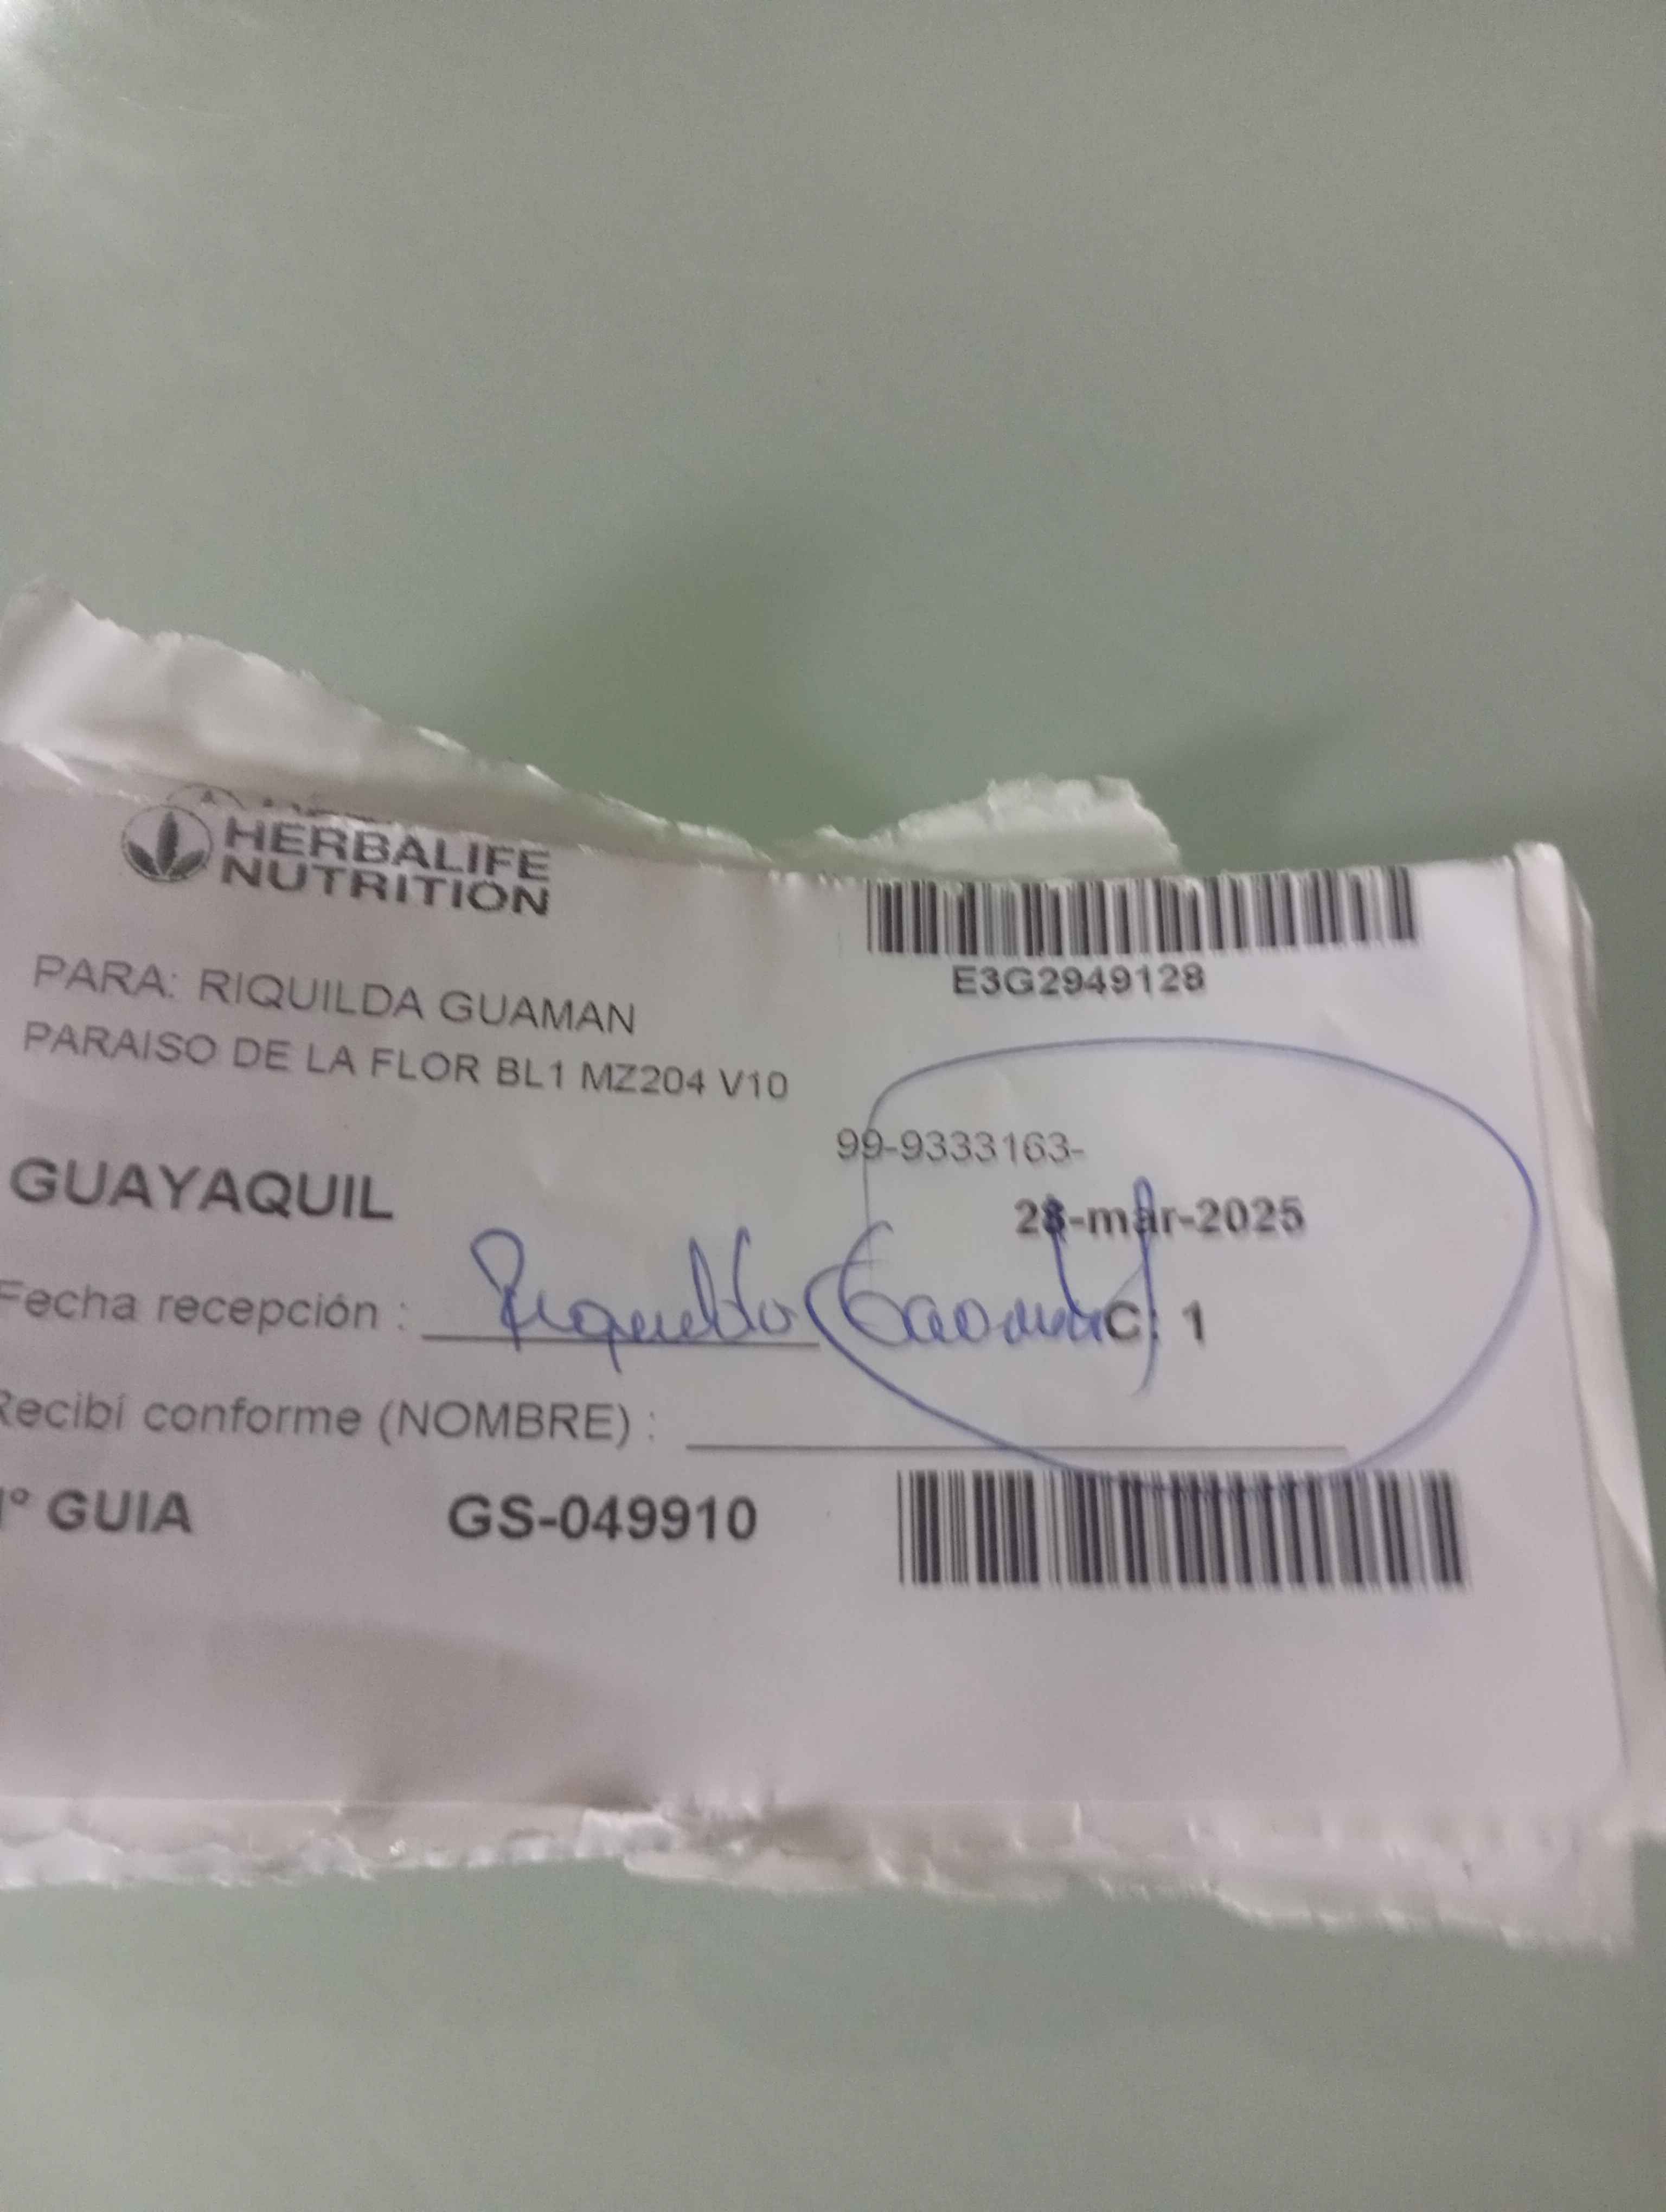 HERBALIFE
NUTRITION
E3G2949128
PARA: RIQUILDA GUAMAN
PARAISO DE LA FLOR BL1 MZ204 V10
99-9333163-
GUAYAQUIL
28-mar-2025
Fecha recepción :
C: 1
Recibí conforme (NOMBRE) :
° GUIA GS-049910